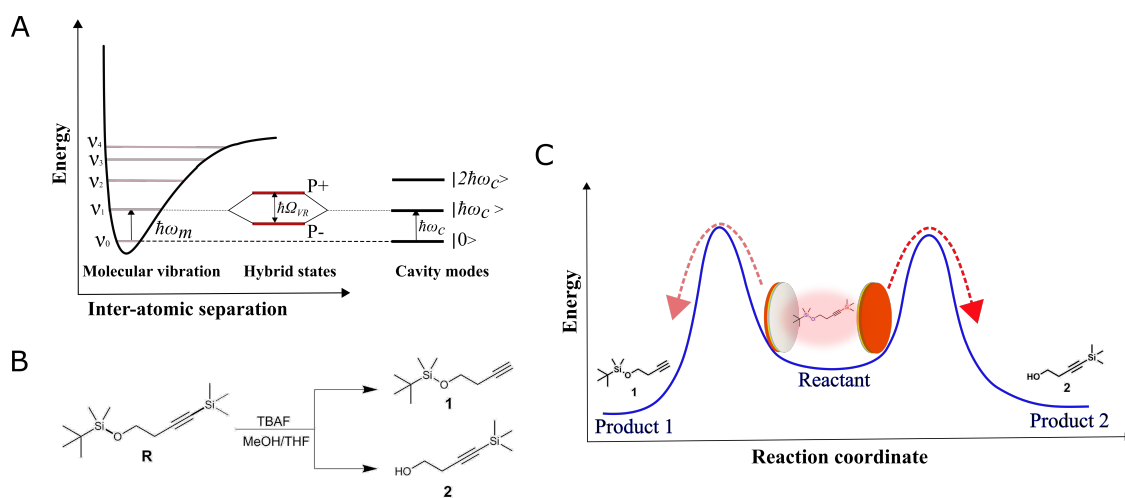 A
Energy
ν4
ν3
ν2
ν1
ν0
ħωm
P+
ħΩVR
P-
|2ħωc>
|ħωc >
ħωc
|0>
Molecular vibration
Hybrid states
Cavity modes
Inter-atomic separation
B
Si
O
Si
R
TBAF
MeOH/THF
Si
O
1
Si
HO
2
C
Energy
Si
O
1
Product 1
Reactant
Si
HO
2
Product 2
Reaction coordinate